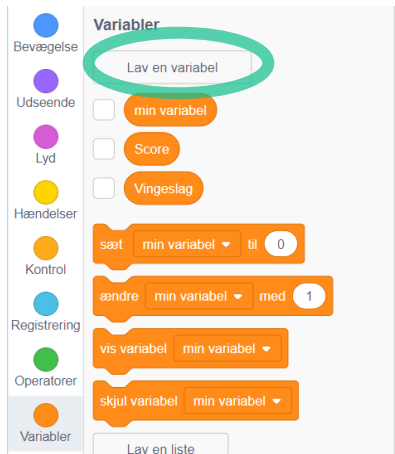 Bevægelse
Udseende
Lyd
Hændelser
Kontrol
Registrering
Operatorer
Variabler
Variabler
Lav en variabel
min variabel
Score
Vingeslag
sæt min variabel til 0
ændre min variabel med 1
vis variabel min variabel
skjul variabel min variabel
Lav en liste